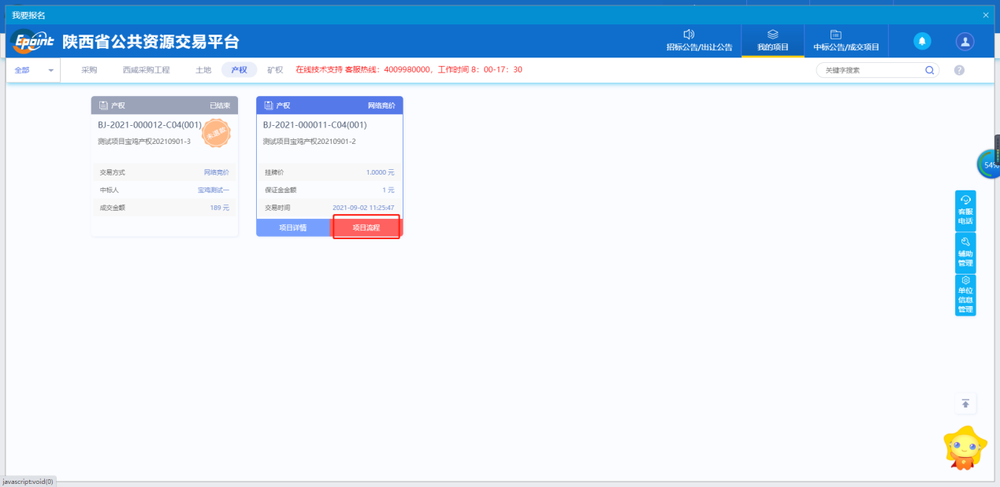 我要报名
Epoint 陕西省公共资源交易平台
招标公告/出让公告 我的项目 中标公告/成交项目
全部 采购 西咸采购工程 土地 产权 矿权 在线技术支持 客服热线：4009980000，工作时间 8：00-17：30 关键字搜索
产权 已结束
BJ-2021-000012-C04(001)
未退款
测试项目宝鸡产权20210901-3
交易方式 网络竞价
中标人 宝鸡测试一
成交金额 189 元
产权 网络竞价
BJ-2021-000011-C04(001)
测试项目宝鸡产权20210901-2
挂牌价 1.0000 元
保证金金额 1 元
交易时间 2021-09-02 11:25:47
项目详情 项目流程
54%
客服
电话
辅助
管理
单位
信息
管理
javascript:void(0)